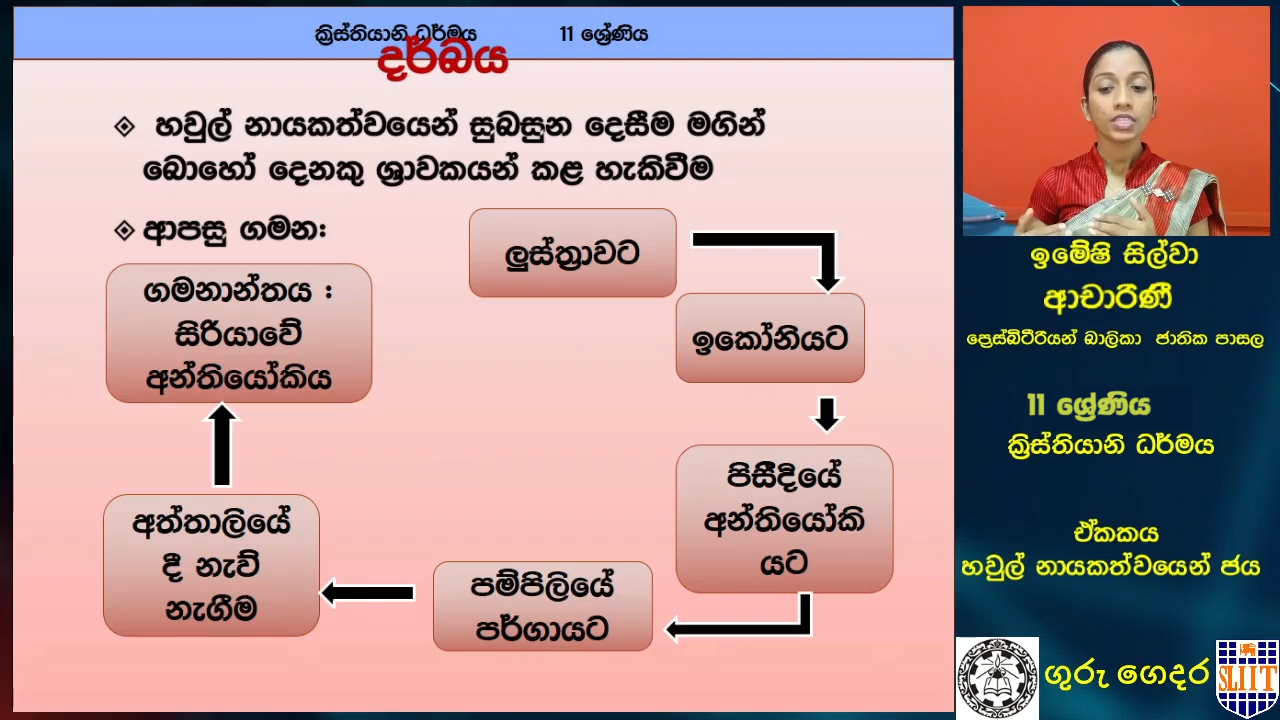 ක්‍රිස්තියානි ධර්මය 11 ශ්‍රේණිය
දර්බය
හවුල් නායකත්වයෙන් සුබසුන දෙසීම මගින්
බොහෝ දෙනකු ශ්‍රාවකයන් කළ හැකිවීම
ආපසු ගමන:
ලුස්ත්‍රාවට
ඉකෝනියට
පිසීදියේ
අන්තියෝකි
යට
පම්පිලියේ
පර්ගායට
අත්තාලියේ
දී නැව්
නැගීම
ගමනාන්තය :
සිරියාවේ
අන්තියෝකිය
ඉමේෂි සිල්වා
ආචාරිණී
ප්‍රෙස්බිටීරියන් බාලිකා ජාතික පාසල
11 ශ්‍රේණිය
ක්‍රිස්තියානි ධර්මය
ඒකකය
හවුල් නායකත්වයෙන් ජය
ගුරු ගෙදර
SLIIT